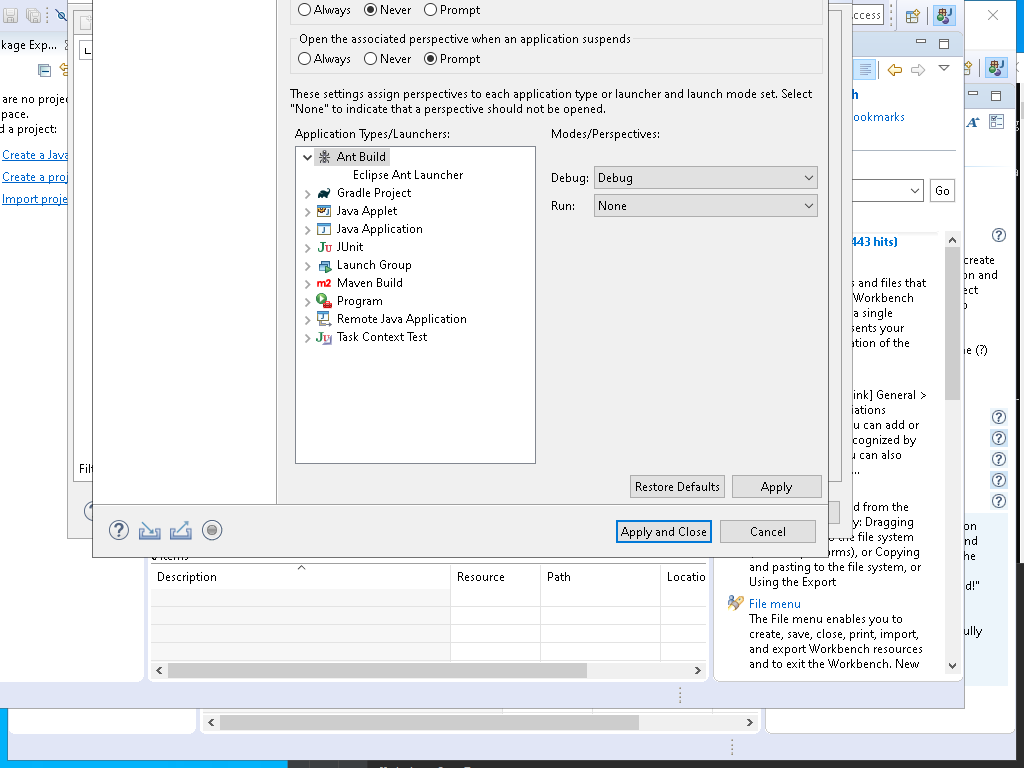 Always Never Prompt
Open the associated perspective when an application suspends
Always Never Prompt
These settings assign perspectives to each application type or launcher and launch mode set. Select
"None" to indicate that a perspective should not be opened.
Application Types/Launchers:
Modes/Perspectives:
Ant Build
Eclipse Ant Launcher
Gradle Project
Java Applet
Java Application
JUnit
Launch Group
Maven Build
Program
Remote Java Application
Task Context Test
Debug: Debug
Run: None
Restore Defaults
Apply
Apply and Close
Cancel
kage Exp...
are no projec
pace.
d a project:
Create a Java
Create a proj
Import proje
Filt
Description
Resource
Path
Locatio
ccess
h
ookmarks
Go
443 hits)
s and files that
Workbench
a single
sents your
ation of the
ink] General >
iations
u can add or
cognized by
u can also
...
d from the
y: Dragging
the file system
orms), or Copying
and pasting to the file system, or
Using the Export
File menu
The File menu enables you to
create, save, close, print, import,
and export Workbench resources
and to exit the Workbench. New
create
on and
ect
e (?)
on
nd
he
d!"
ully